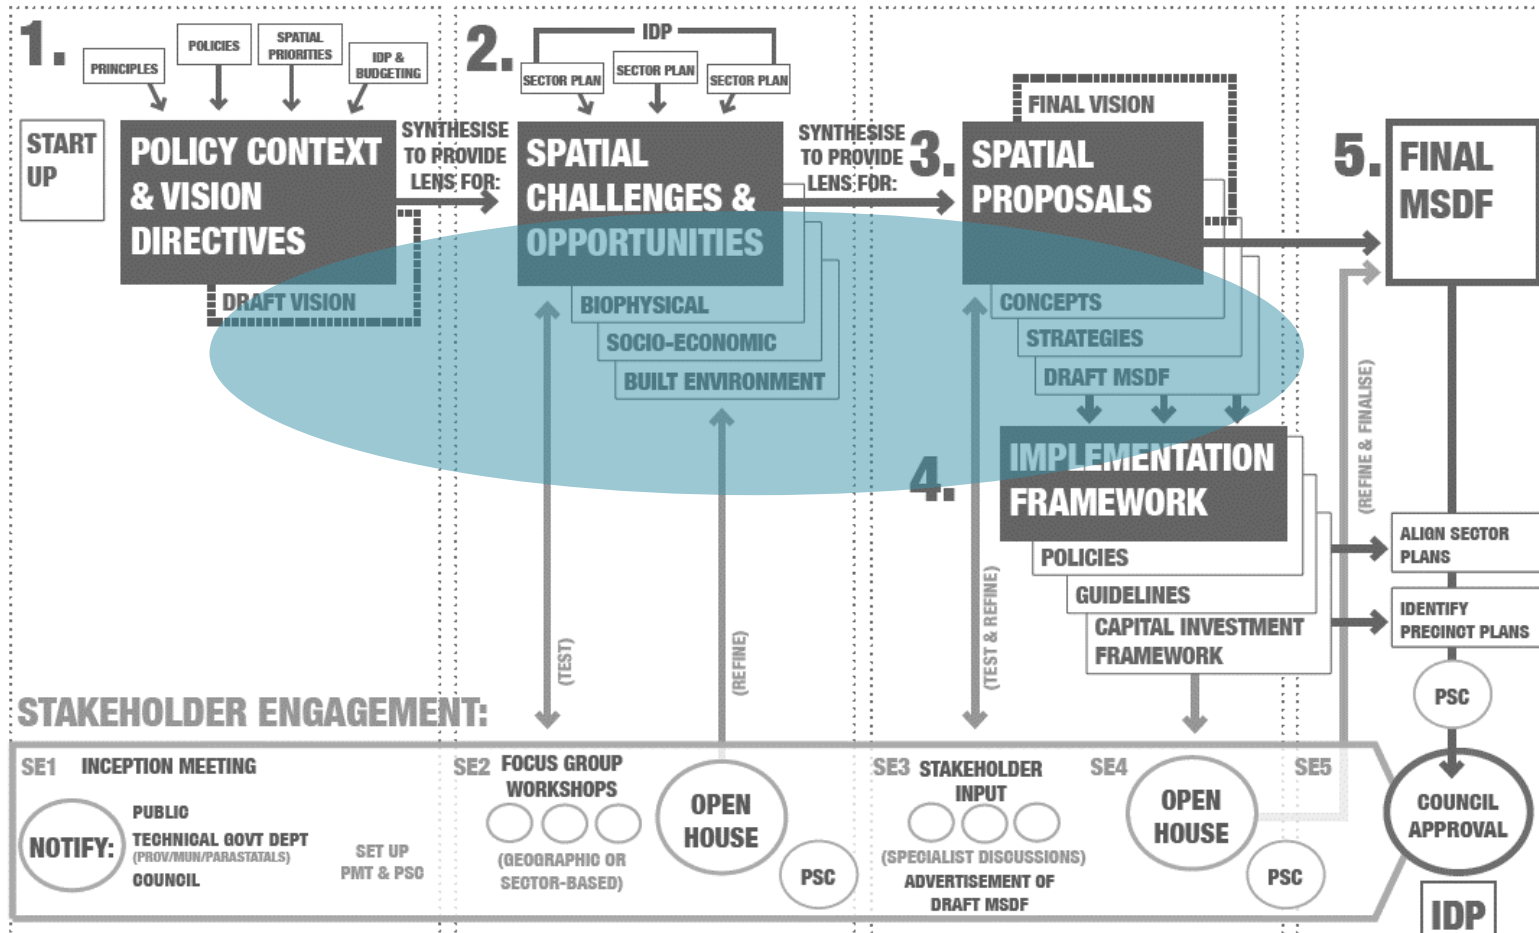 1.
PRINCIPLES
POLICIES
SPATIAL
PRIORITIES
IDP &
BUDGETING
START
UP
POLICY CONTEXT
& VISION
DIRECTIVES
DRAFT VISION
SYNTHESISE
TO PROVIDE
LENS FOR:
2.
IDP
SECTOR PLAN
SECTOR PLAN
SECTOR PLAN
SPATIAL
CHALLENGES &
OPPORTUNITIES
BIOPHYSICAL
SOCIO-ECONOMIC
BUILT ENVIRONMENT
SYNTHESISE
TO PROVIDE
LENS FOR:
3.
FINAL VISION
SPATIAL
PROPOSALS
CONCEPTS
STRATEGIES
DRAFT MSDF
4.
IMPLEMENTATION
FRAMEWORK
POLICIES
GUIDELINES
CAPITAL INVESTMENT
FRAMEWORK
5.
FINAL
MSDF
(REFINE & FINALISE)
ALIGN SECTOR
PLANS
IDENTIFY
PRECINCT PLANS
PSC
(TEST)
(REFINE)
(TEST & REFINE)
STAKEHOLDER ENGAGEMENT:
SE1 INCEPTION MEETING
NOTIFY:
PUBLIC
TECHNICAL GOVT DEPT
(PROV/MUN/PARASTATALS)
COUNCIL
SET UP
PMT & PSC
SE2 FOCUS GROUP
WORKSHOPS
(GEOGRAPHIC OR
SECTOR-BASED)
OPEN
HOUSE
PSC
SE3 STAKEHOLDER
INPUT
(SPECIALIST DISCUSSIONS)
ADVERTISEMENT OF
DRAFT MSDF
SE4
OPEN
HOUSE
PSC
SE5
COUNCIL
APPROVAL
IDP